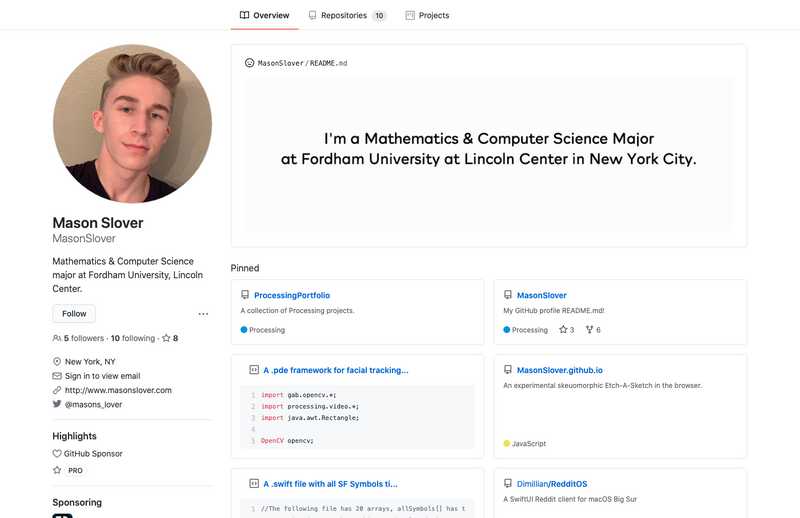 Overview
Repositories 10
Projects
MasonSlover/README.md
I'm a Mathematics & Computer Science Major
at Fordham University at Lincoln Center in New York City.
Mason Slover
MasonSlover
Mathematics & Computer Science
major at Fordham University, Lincoln
Center.
Follow
5 followers · 10 following · 8
New York, NY
Sign in to view email
http://www.masonslover.com
@masons_lover
Highlights
GitHub Sponsor
PRO
Sponsoring
Pinned
ProcessingPortfolio
A collection of Processing projects.
Processing
MasonSlover
My GitHub profile README.md!
Processing 3 6
A .pde framework for facial tracking...
1 import gab.opencv.*;
2 import processing.video.*;
3 import java.awt.Rectangle;
4
5 OpenCV opencv;
MasonSlover.github.io
An experimental skeuomorphic Etch-A-Sketch in the browser.
JavaScript
A .swift file with all SF Symbols ti...
1 //The following file has 20 arrays, allSymbols[] has t
Dimillian/RedditOS
A SwiftUI Reddit client for macOS Big Sur